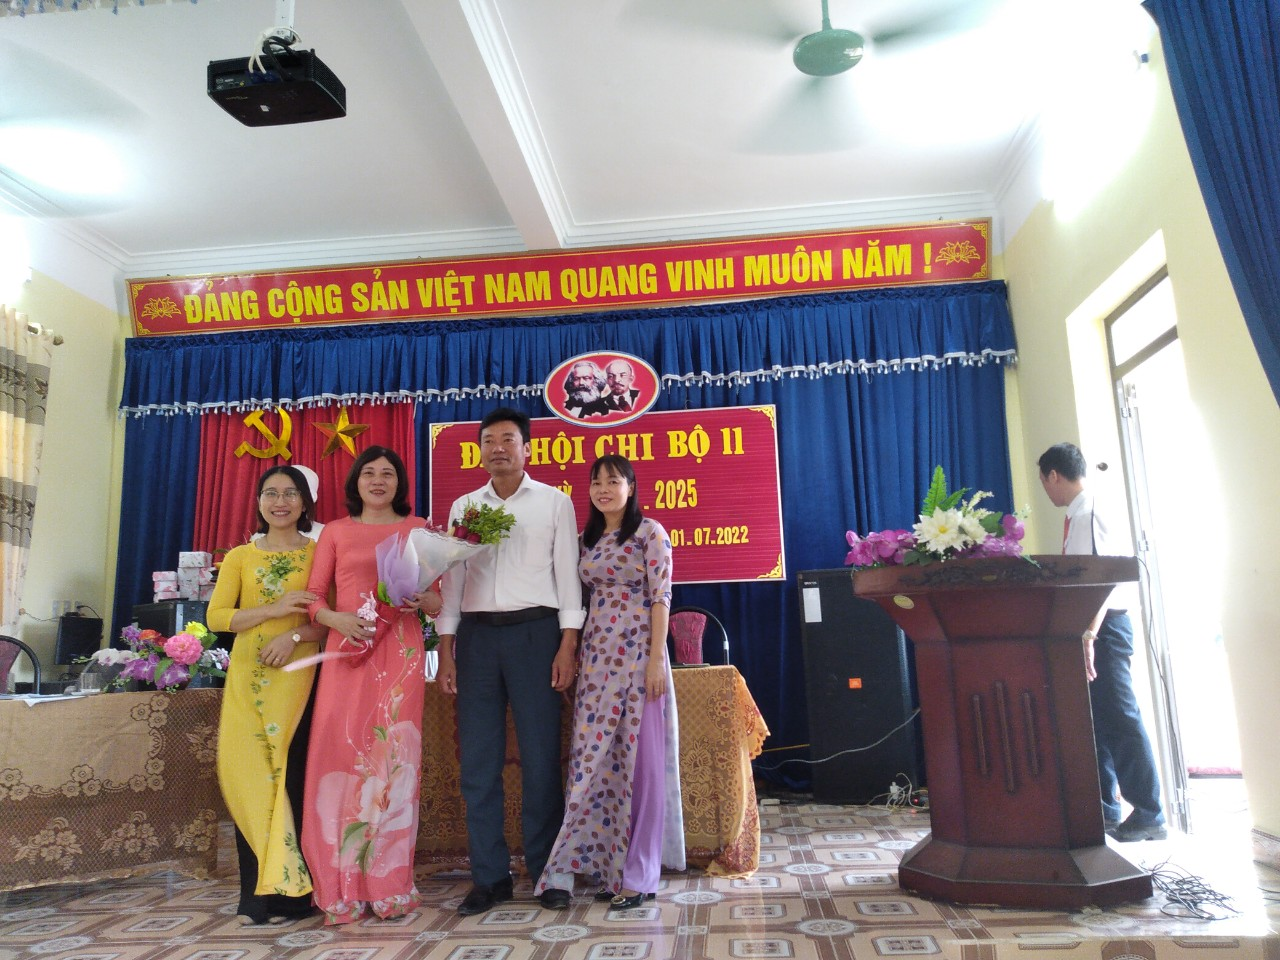 ĐẢNG CỘNG SẢN VIỆT NAM QUANG VINH MUÔN NĂM !
HỘI CHI BỘ 11
_ 2025
01.07.2022